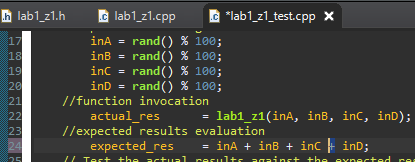 lab1_z1.h lab1_z1.cpp *lab1_z1_test.cpp
17 inA = rand() % 100;
18 inB = rand() % 100;
19 inC = rand() % 100;
20 inD = rand() % 100;
21 //function invocation
22 actual_res = lab1_z1(inA, inB, inC, inD);
23 //expected results evaluation
24 expected_res = inA + inB + inC + inD;
25 // Test the actual results against the expected res